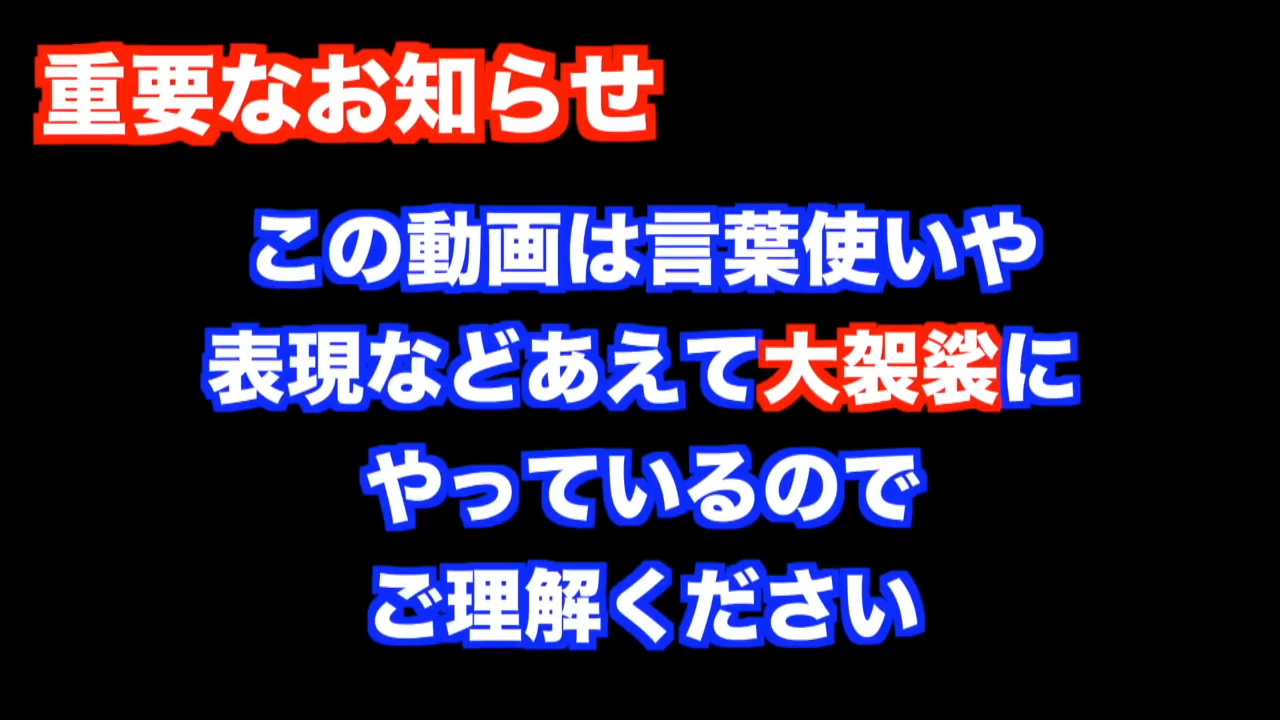 重要なお知らせ
この動画は言葉使いや
表現などあえて大袈裟に
やっているので
ご理解ください